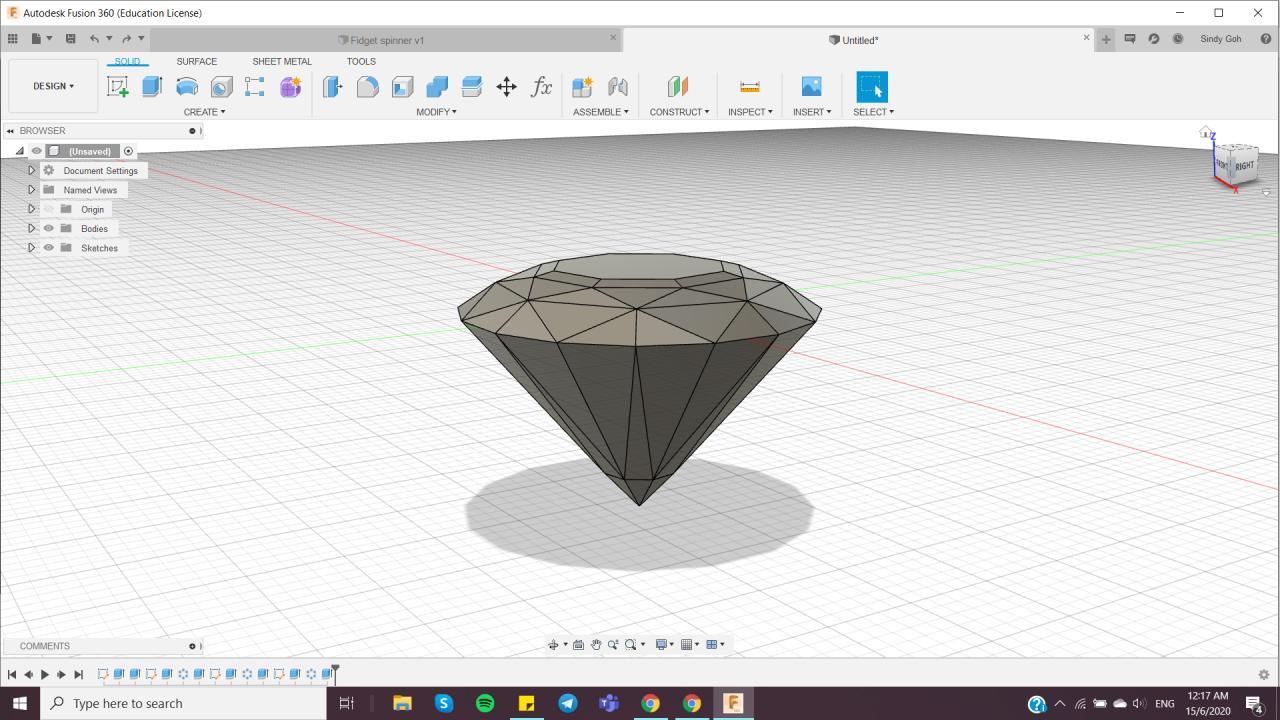 Autodesk Fusion 360 (Education License)
Fidget spinner v1
Untitled*
Sindy Goh
SOLID SURFACE SHEET METAL TOOLS
DESIGN
CREATE MODIFY ASSEMBLE CONSTRUCT INSPECT INSERT SELECT
fx
BROWSER
(Unsaved)
Document Settings
Named Views
Origin
Bodies
Sketches
Z
FRONT RIGHT
X
COMMENTS
Type here to search
ENG
12:17 AM
15/6/2020
4